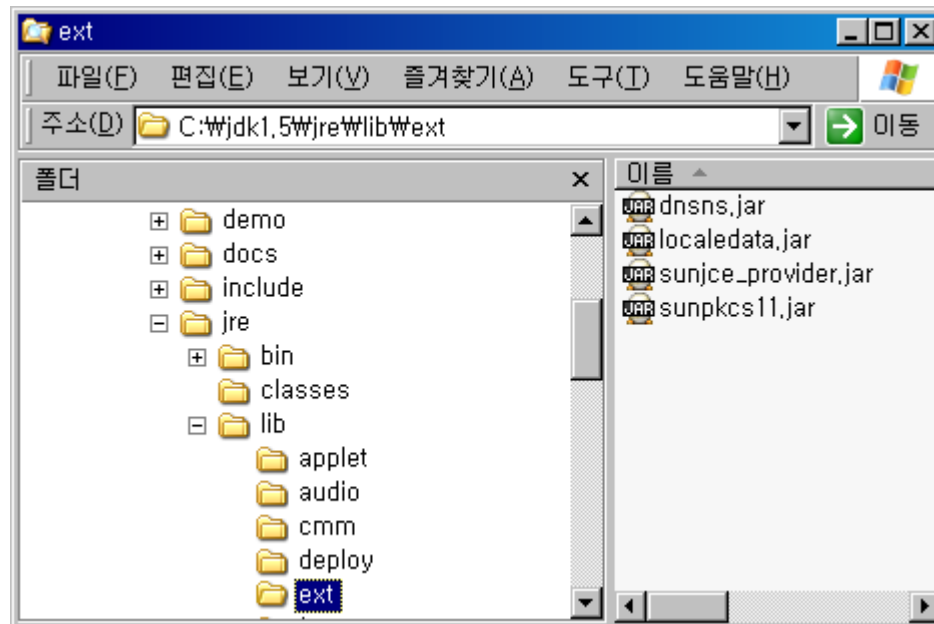 ext
파일(F) 편집(E) 보기(V) 즐겨찾기(A) 도구(T) 도움말(H)
주소(D) C:₩jdk1.5₩jre₩lib₩ext 이동
폴더
demo
docs
include
jre
bin
classes
lib
applet
audio
cmm
deploy
ext
이름
dnsns.jar
localedata.jar
sunjce_provider.jar
sunpkcs11.jar